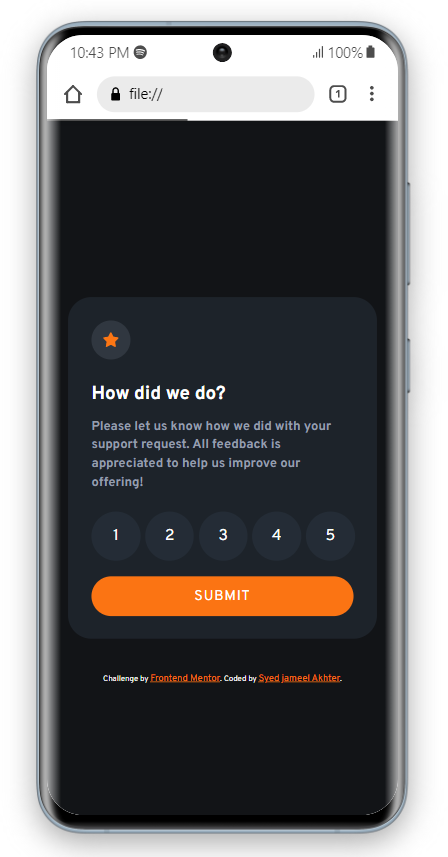 10:43 PM 100%
file:// 1
How did we do?
Please let us know how we did with your
support request. All feedback is
appreciated to help us improve our
offering!
1 2 3 4 5
SUBMIT
Challenge by Frontend Mentor. Coded by Syed jameel Akhter.